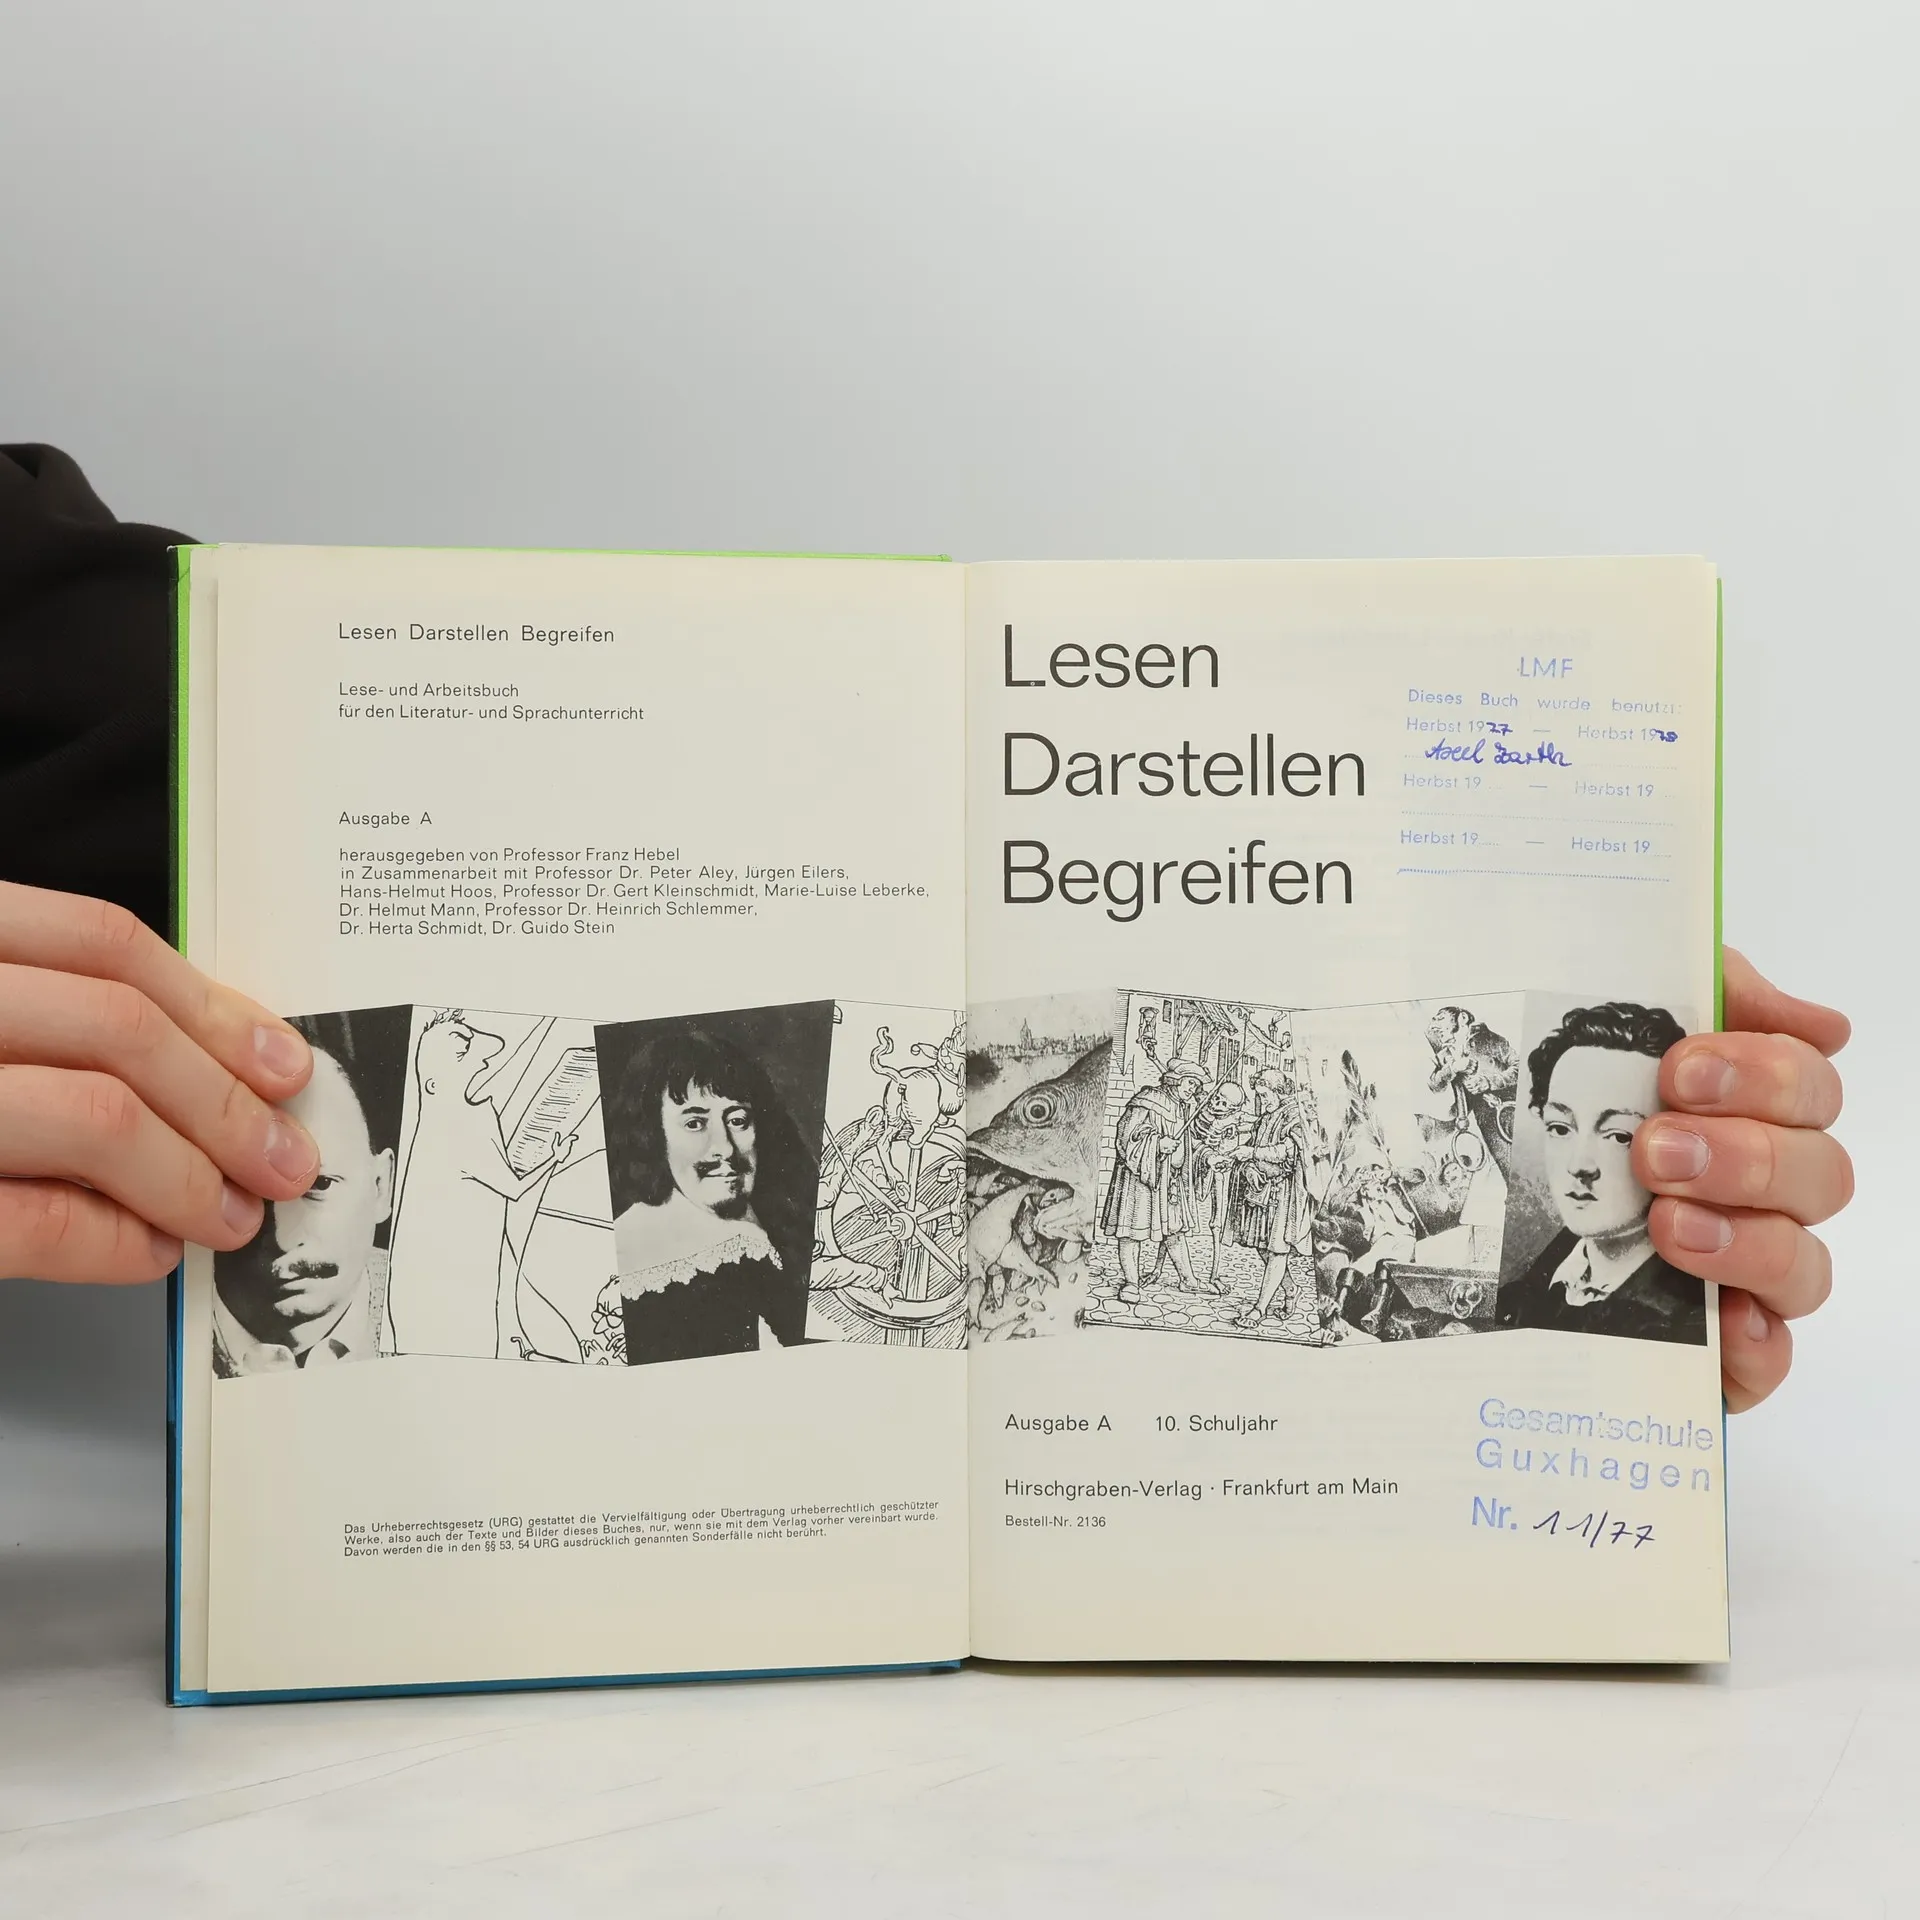 Lesen Darstellen Begreifen
Lese- und Arbeitsbuch
für den Literatur- und Sprachunterricht
Ausgabe A
herausgegeben von Professor Franz Hebel
in Zusammenarbeit mit Professor Dr. Peter Aley, Jürgen Eilers,
Hans-Helmut Hoos, Professor Dr. Gert Kleinschmidt, Marie-Luise Leberke,
Dr. Helmut Mann, Professor Dr. Heinrich Schlemmer,
Dr. Herta Schmidt, Dr. Guido Stein
Das Urheberrechtsgesetz (URG) gestattet die Vervielfältigung oder Übertragung urheberrechtlich geschützter
Werke, also auch der Texte und Bilder dieses Buches, nur, wenn sie mit dem Verlag vorher vereinbart wurde.
Davon werden die in den §§ 53, 54 URG ausdrücklich genannten Sonderfälle nicht berührt.
Lesen
Darstellen
Begreifen
LMF
Dieses Buch wurde benutzt:
Herbst 1977 — Herbst 1978
Axel Barth
Herbst 19 — Herbst 19
Herbst 19 — Herbst 19
Ausgabe A 10. Schuljahr
Hirschgraben-Verlag · Frankfurt am Main
Bestell-Nr. 2136
Gesamtschule
Guxhagen
Nr. 11/77